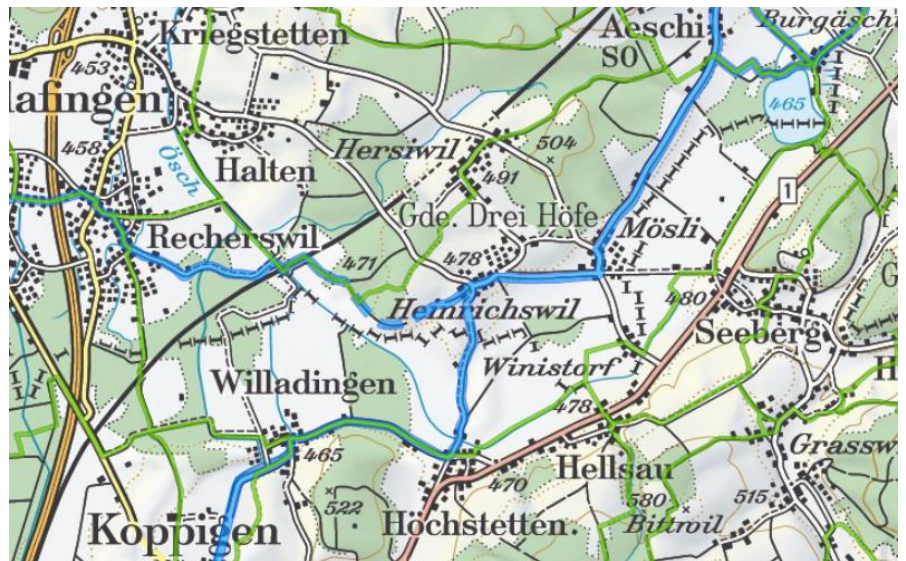 Kriegstetten
Aeschi
SO
Burgäschi
453
afingen
465
Ösch
458
Halten
Hersiwil
504
491
1
Gde. Drei Höfe
Recherswil
471
478
Mösli
Heinrichswil
480
Seeberg
Winistorf
H
Willadingen
478
465
Hellsau
Grassw
470
522
580
515
Koppigen
Höchstetten
Bittwil